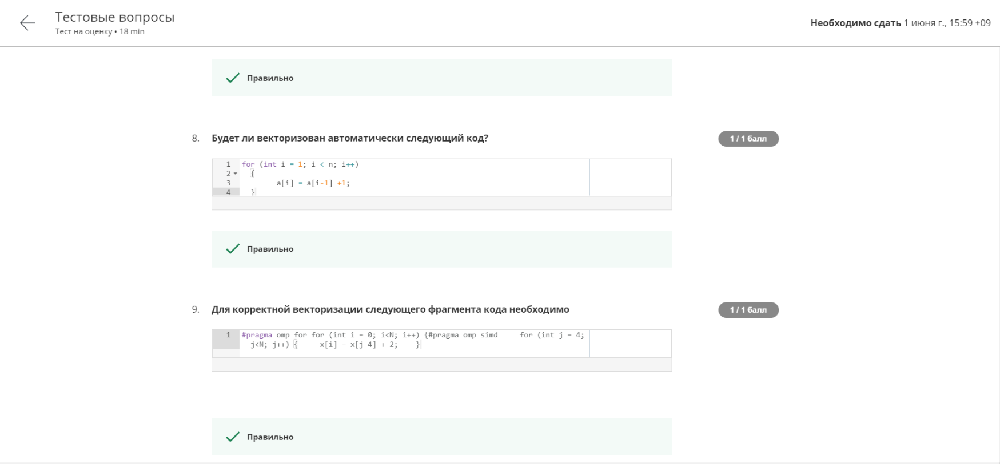 Тестовые вопросы
Тест на оценку • 18 min
Необходимо сдать 1 июня г., 15:59 +09
Правильно
8. Будет ли векторизован автоматически следующий код?
1 / 1 балл
1 for (int i = 1; i < n; i++)
2 {
3 a[i] = a[i-1] +1;
4 }
Правильно
9. Для корректной векторизации следующего фрагмента кода необходимо
1 / 1 балл
1 #pragma omp for for (int i = 0; i<N; i++) {#pragma omp simd for (int j = 4;
j<N; j++) { x[i] = x[j-4] + 2; }
Правильно